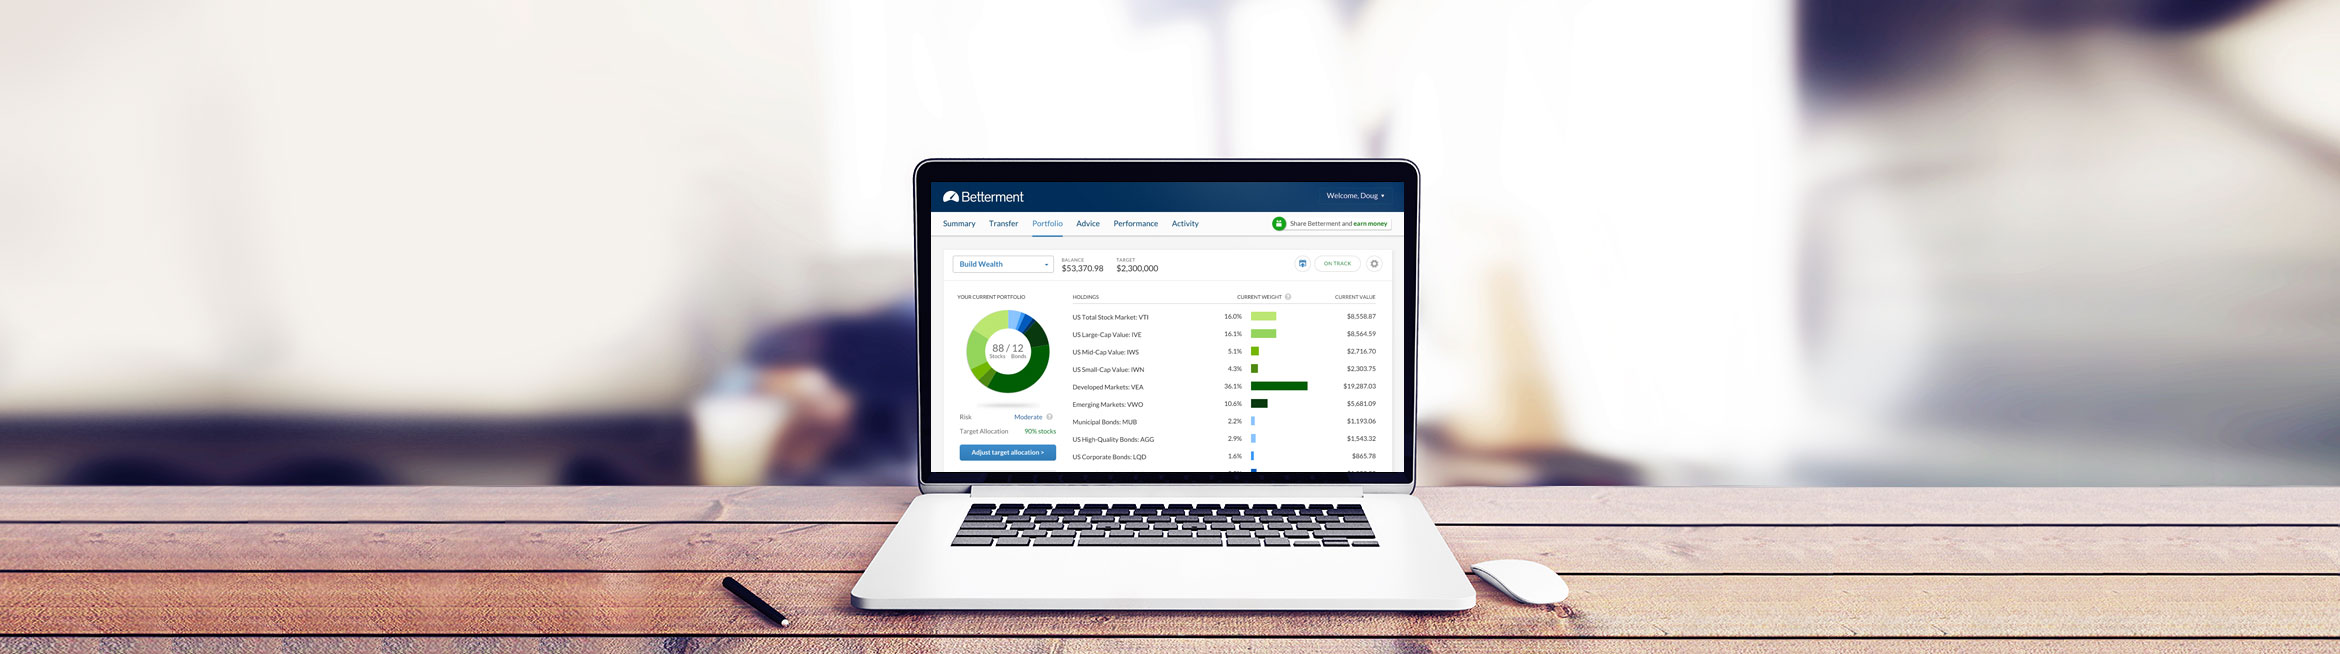 Betterment
Welcome, Doug
Summary Transfer Portfolio Advice Performance Activity Share Betterment and earn money
Build Wealth
BALANCE TARGET
$53,370.98 $2,300,000
ON TRACK
YOUR CURRENT PORTFOLIO
88 / 12
Stocks Bonds
Risk Moderate
Target Allocation 90% stocks
Adjust target allocation >
HOLDINGS CURRENT WEIGHT CURRENT VALUE
US Total Stock Market: VTI 16.0% $8,558.87
US Large-Cap Value: IVE 16.1% $8,564.59
US Mid-Cap Value: IWS 5.1% $2,716.70
US Small-Cap Value: IWN 4.3% $2,303.75
Developed Markets: VEA 36.1% $19,287.03
Emerging Markets: VWO 10.6% $5,681.09
Municipal Bonds: MUB 2.2% $1,193.06
US High-Quality Bonds: AGG 2.9% $1,543.32
US Corporate Bonds: LQD 1.6% $865.78